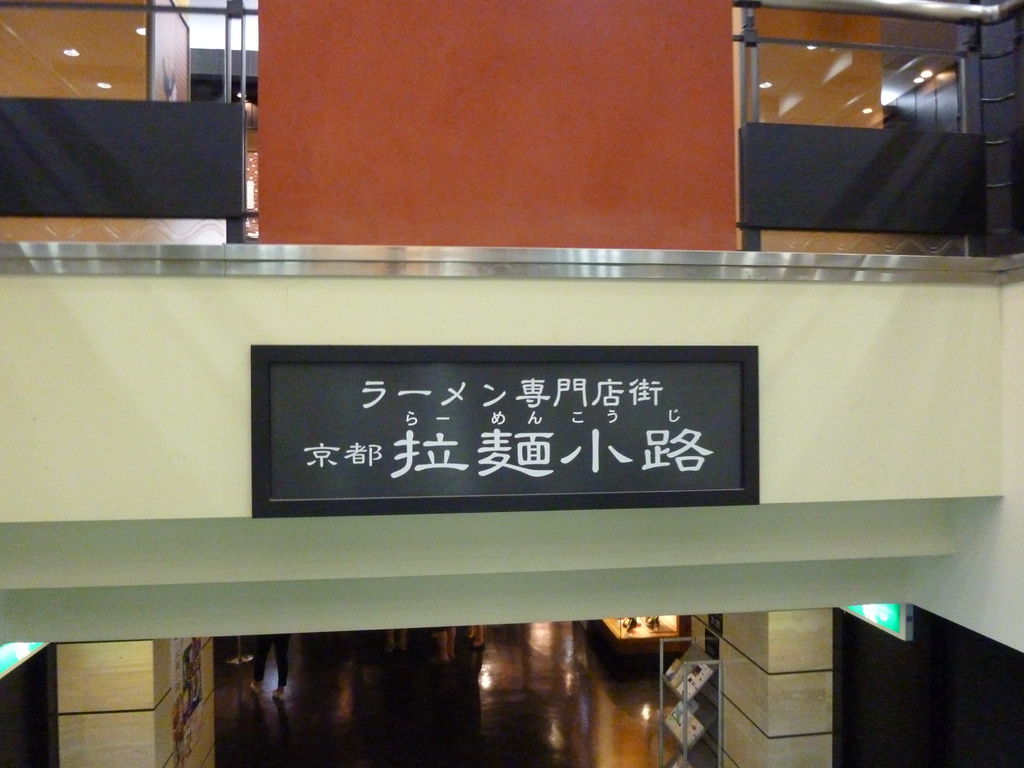 ラーメン専門店街
らーめんこうじ
京都 拉麺小路